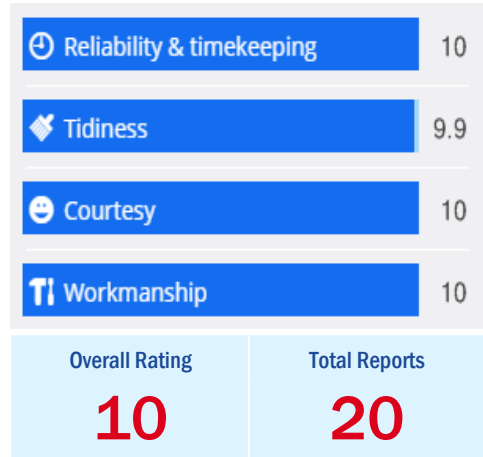 Reliability & timekeeping 10
Tidiness 9.9
Courtesy 10
Workmanship 10
Overall Rating Total Reports
10 20